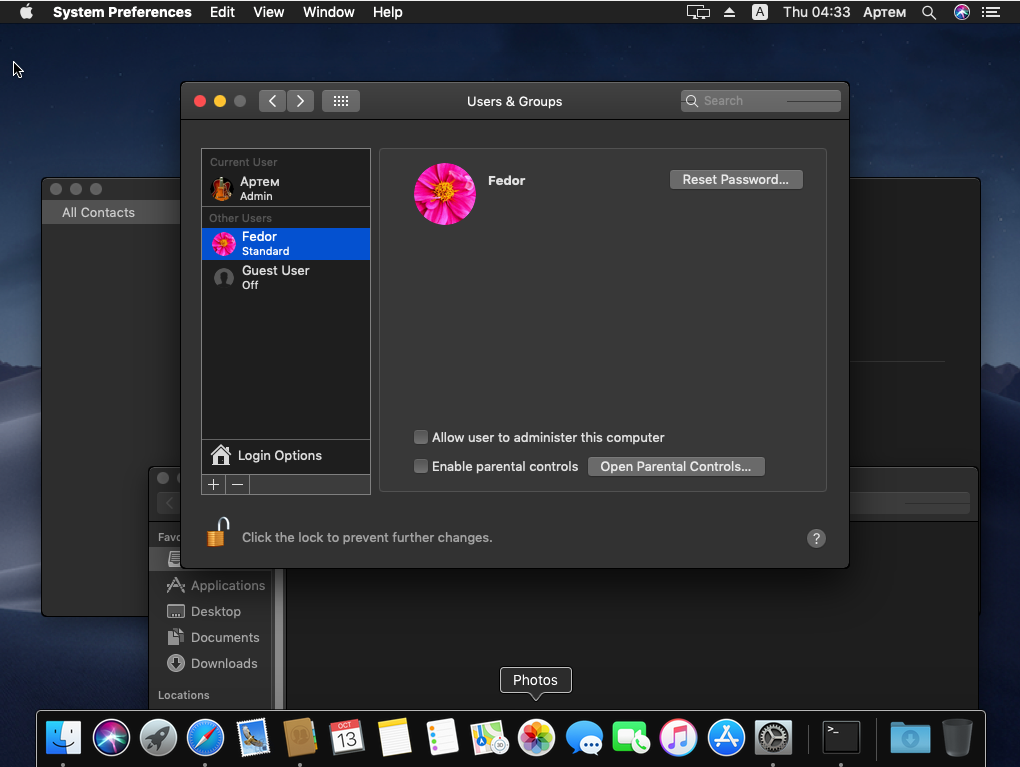 System Preferences Edit View Window Help A Thu 04:33 Артем
Users & Groups Search
Current User
Артем
Admin
Other Users
Fedor
Standard
Guest User
Off
Login Options
Fedor Reset Password...
Allow user to administer this computer
Enable parental controls Open Parental Controls...
Click the lock to prevent further changes. ?
All Contacts
Favo
Applications
Desktop
Documents
Downloads
Locations
Photos
OCT
13
3D
>_